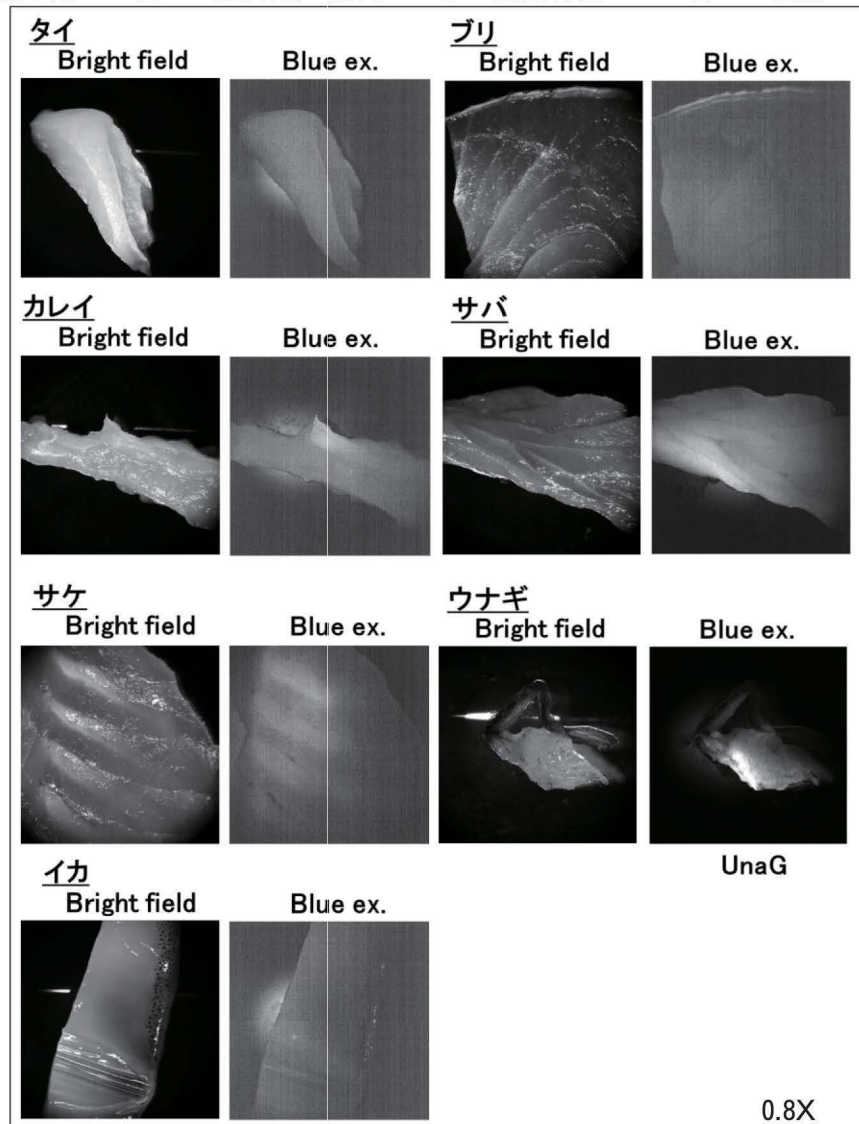 タイ
Bright field Blue ex.
ブリ
Bright field Blue ex.
カレイ
Bright field Blue ex.
サバ
Bright field Blue ex.
サケ
Bright field Blue ex.
ウナギ
Bright field Blue ex.
UnaG
イカ
Bright field Blue ex.
0.8X